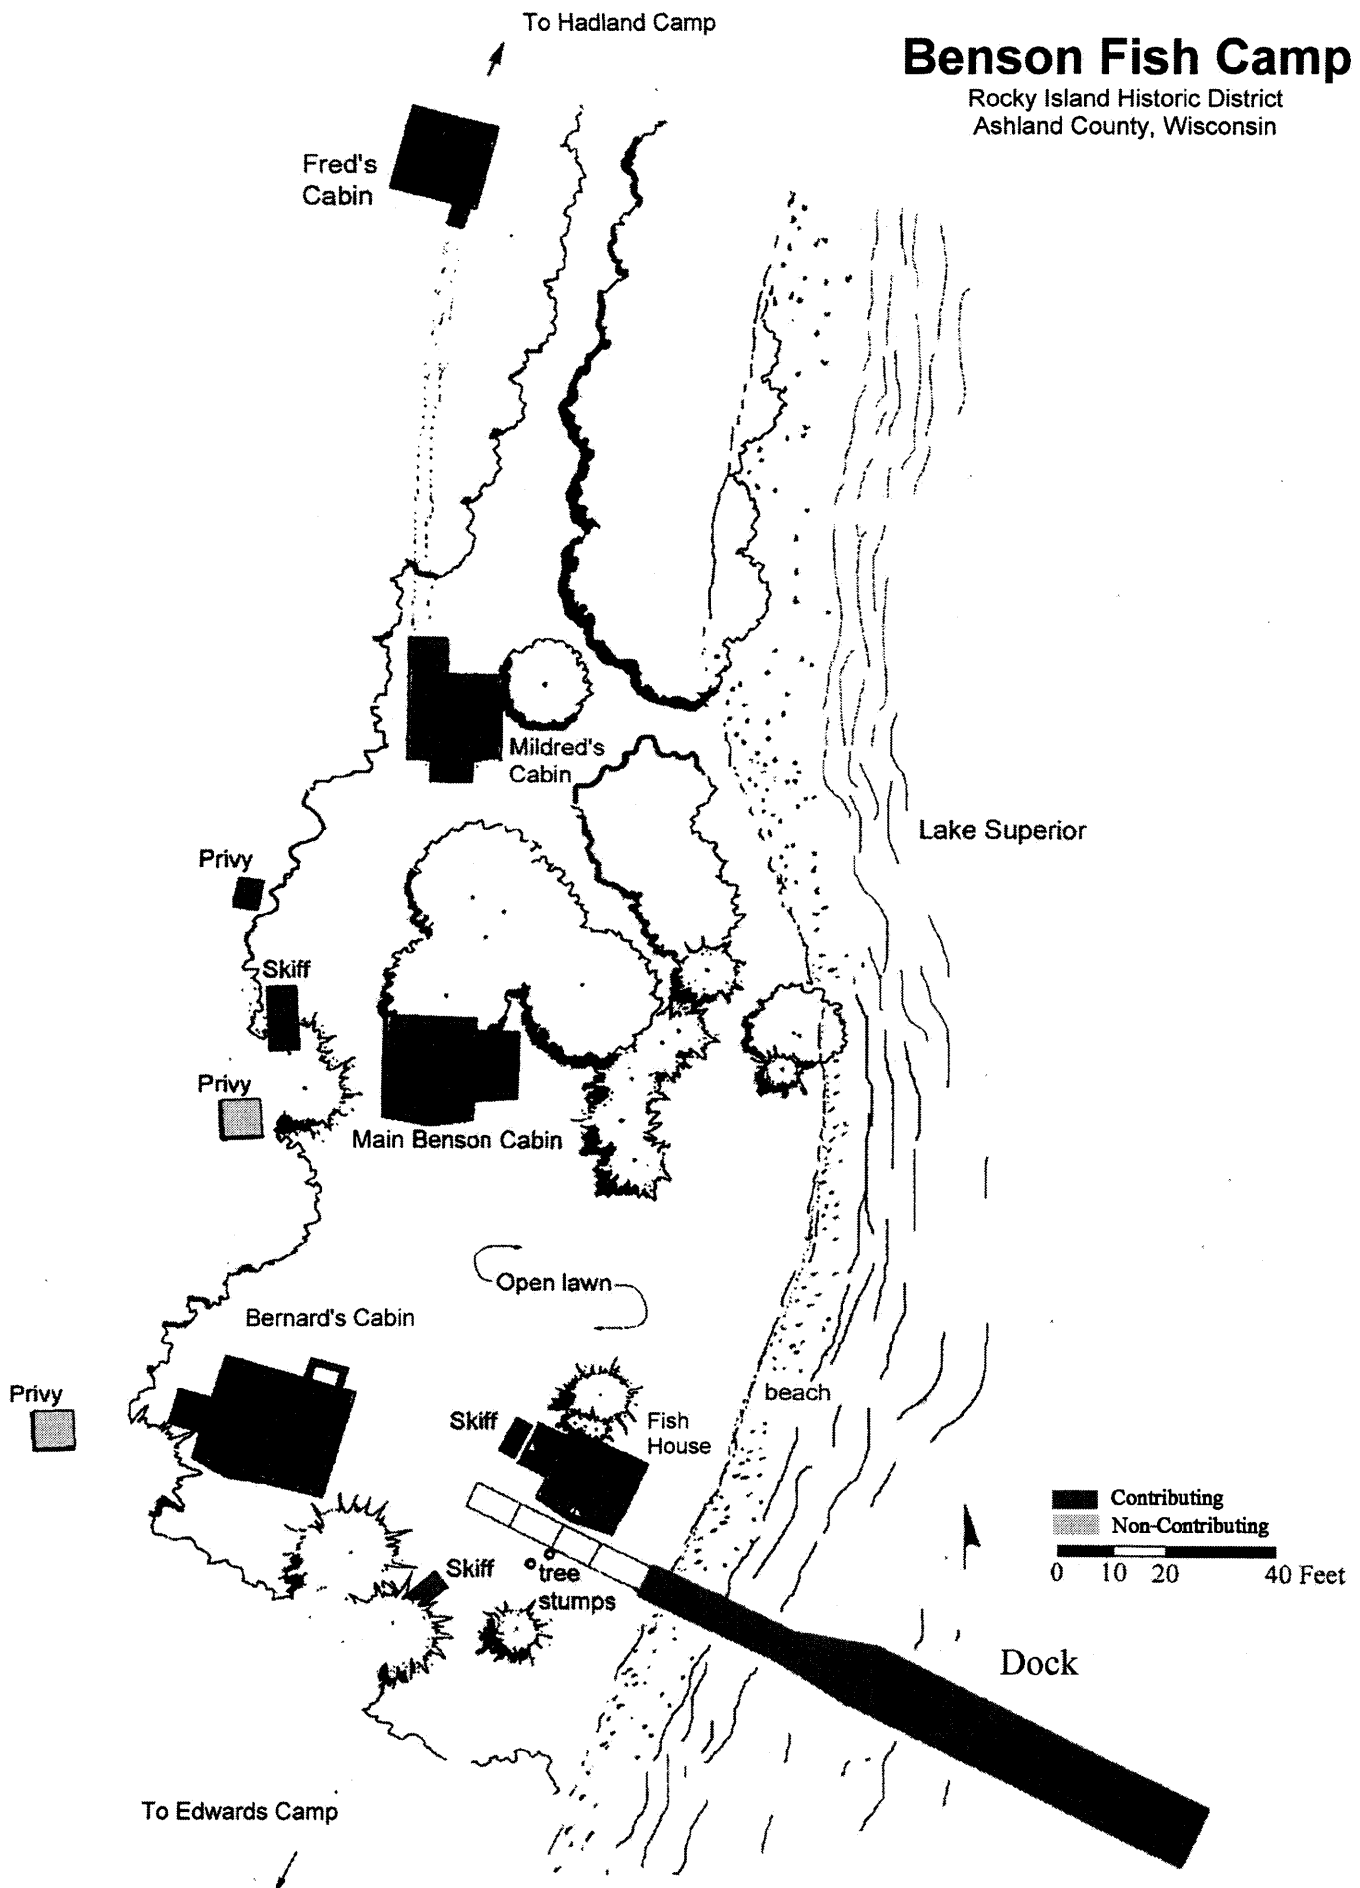 To Hadland Camp
Benson Fish Camp
Rocky Island Historic District
Ashland County, Wisconsin
Fred's
Cabin
Mildred's
Cabin
Lake Superior
Privy
Skiff
Privy
Main Benson Cabin
Open lawn
Bernard's Cabin
Privy
beach
Skiff
Fish
House
Contributing
Non-Contributing
0 10 20 40 Feet
Skiff
tree
stumps
Dock
To Edwards Camp